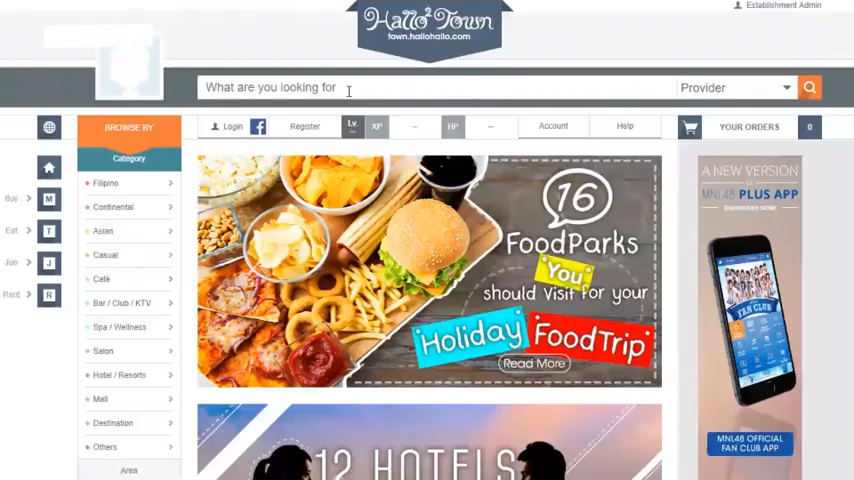 Establishment Admin
Hallo² Town
town.hallohallo.com
What are you looking for
Provider
BROWSE BY
Login
Register
Lv.
--
XP
--
HP
--
Account
Help
YOUR ORDERS
0
Category
Filipino
Continental
Asian
Casual
Café
Bar / Club / KTV
Spa / Wellness
Salon
Hotel / Resorts
Mall
Destination
Others
Area
Buy
M
Eat
T
Job
J
Rent
R
16
FoodParks
"You"
should visit for your
Holiday FoodTrip
Read More
12 HOTELS
A NEW VERSION
OF
MNL48 PLUS APP
DOWNLOAD NOW!
FAN CLUB
MNL48 OFFICIAL
FAN CLUB APP